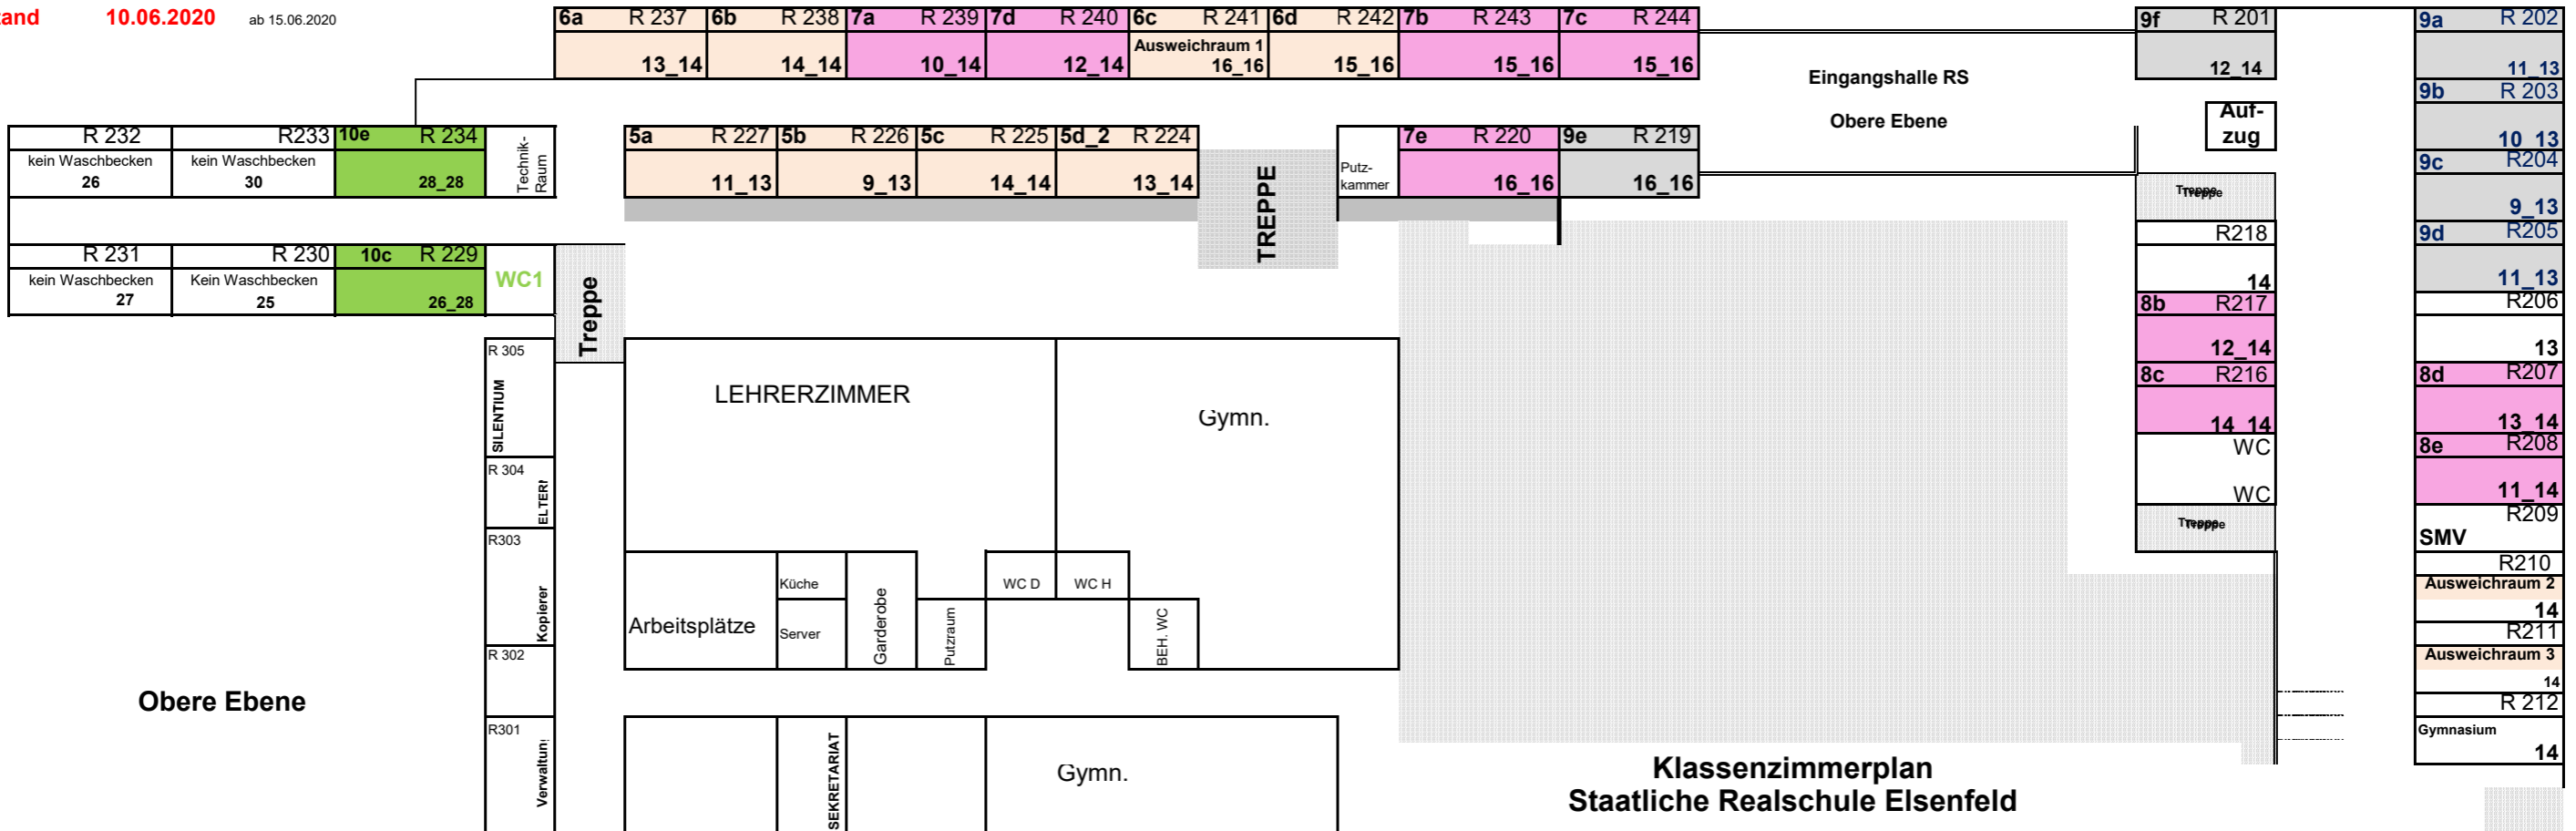 tand 10.06.2020 ab 15.06.2020
6a R 237 6b R 238 7a R 239 7d R 240 6c R 241 6d R 242 7b R 243 7c R 244
9f R 201 9a R 202
Ausweichraum 1
13_14 14_14 10_14 12_14 16_16 15_16 15_16 15_16
12_14 11_13
Eingangshalle RS
Obere Ebene
9b R 203
10_13
Auf-
zug
R 232 R233 10e R 234
kein Waschbecken kein Waschbecken
26 30 28_28
Technik-
Raum
5a R 227 5b R 226 5c R 225 5d_2 R 224
11_13 9_13 14_14 13_14
TREPPE
Putz-
kammer
7e R 220 9e R 219
16_16 16_16
9c R204
9_13
Treppe
Treppe
R 231 R 230 10c R 229
kein Waschbecken Kein Waschbecken
27 25 26_28
WC1
Treppe
R218
14
9d R205
11_13
8b R217
12_14
R206
13
8c R216
14_14
8d R207
13_14
WC
WC
8e R208
11_14
Treppe
Treppe
R209
SMV
R210
Ausweichraum 2
14
R211
Ausweichraum 3
14
R 212
Gymnasium
14
R 305
SILENTIUM
R 304
ELTERN
R303
Kopierer
R 302
R301
Verwaltun
LEHRERZIMMER
Gymn.
Arbeitsplätze
Küche
Server
Garderobe
Putzraum
WC D WC H
BEH. WC
Obere Ebene
SEKRETARIAT
Gymn.
Klassenzimmerplan
Staatliche Realschule Elsenfeld